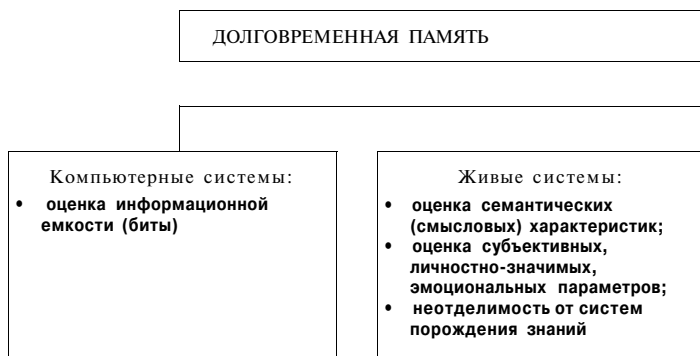 ДОЛГОВРЕМЕННАЯ ПАМЯТЬ
Компьютерные системы:
• оценка информационной
емкости (биты)
Живые системы:
• оценка семантических
(смысловых) характеристик;
• оценка субъективных,
личностно-значимых,
эмоциональных параметров;
• неотделимость от систем
порождения знаний